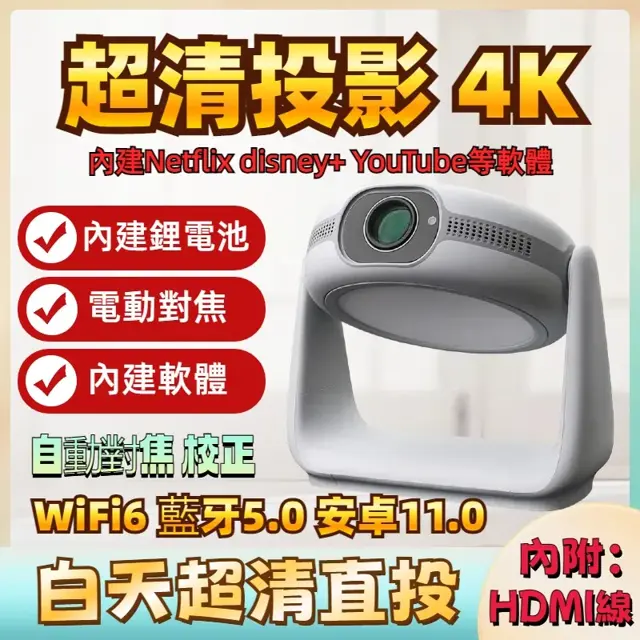 超清投影 4K
內建Netflix disney+ YouTube等軟體
內建鋰電池
電動對焦
內建軟體
自動對焦 校正
WiFi6 藍牙5.0 安卓11.0
白天超清直投
內附:
HDMI線